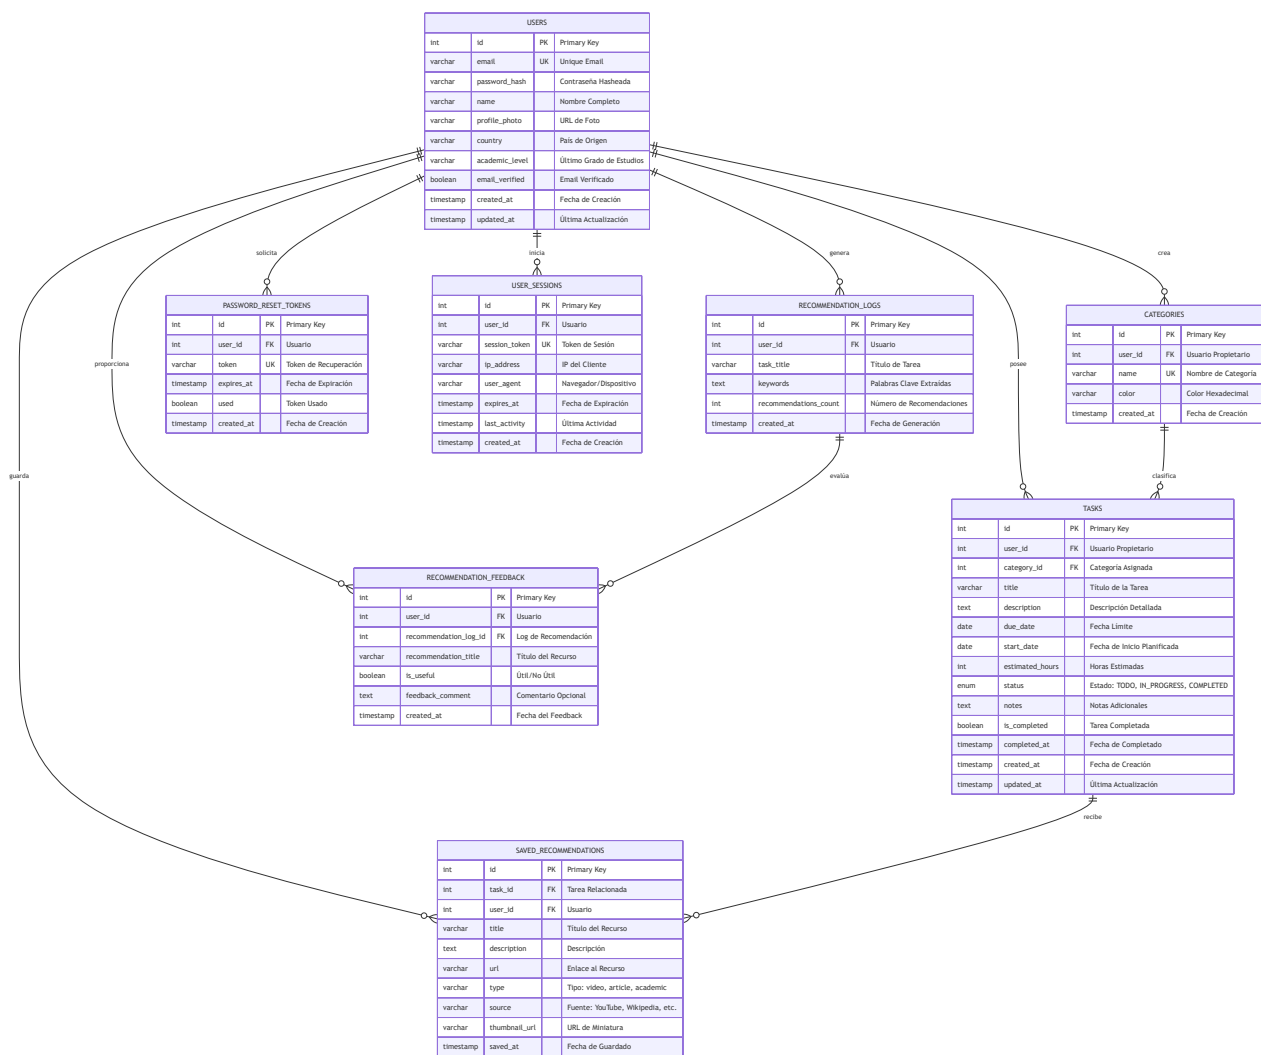 USERS
int id PK Primary Key
varchar email UK Unique Email
varchar password_hash Contraseña Hasheada
varchar name Nombre Completo
varchar profile_photo URL de Foto
varchar country País de Origen
varchar academic_level Último Grado de Estudios
boolean email_verified Email Verificado
timestamp created_at Fecha de Creación
timestamp updated_at Última Actualización
solicita
inicia
genera
crea
PASSWORD_RESET_TOKENS
int id PK Primary Key
int user_id FK Usuario
varchar token UK Token de Recuperación
timestamp expires_at Fecha de Expiración
boolean used Token Usado
timestamp created_at Fecha de Creación
USER_SESSIONS
int id PK Primary Key
int user_id FK Usuario
varchar session_token UK Token de Sesión
varchar ip_address IP del Cliente
varchar user_agent Navegador/Dispositivo
timestamp expires_at Fecha de Expiración
timestamp last_activity Última Actividad
timestamp created_at Fecha de Creación
RECOMMENDATION_LOGS
int id PK Primary Key
int user_id FK Usuario
varchar task_title Título de Tarea
text keywords Palabras Clave Extraídas
int recommendations_count Número de Recomendaciones
timestamp created_at Fecha de Generación
CATEGORIES
int id PK Primary Key
int user_id FK Usuario Propietario
varchar name UK Nombre de Categoría
varchar color Color Hexadecimal
timestamp created_at Fecha de Creación
proporciona
posee
guarda
evalúa
clasifica
TASKS
int id PK Primary Key
int user_id FK Usuario Propietario
int category_id FK Categoría Asignada
varchar title Título de la Tarea
text description Descripción Detallada
date due_date Fecha Límite
date start_date Fecha de Inicio Planificada
int estimated_hours Horas Estimadas
enum status Estado: TODO, IN_PROGRESS, COMPLETED
text notes Notas Adicionales
boolean is_completed Tarea Completada
timestamp completed_at Fecha de Completado
timestamp created_at Fecha de Creación
timestamp updated_at Última Actualización
RECOMMENDATION_FEEDBACK
int id PK Primary Key
int user_id FK Usuario
int recommendation_log_id FK Log de Recomendación
varchar recommendation_title Título del Recurso
boolean is_useful Útil/No Útil
text feedback_comment Comentario Opcional
timestamp created_at Fecha del Feedback
recibe
SAVED_RECOMMENDATIONS
int id PK Primary Key
int task_id FK Tarea Relacionada
int user_id FK Usuario
varchar title Título del Recurso
text description Descripción
varchar url Enlace al Recurso
varchar type Tipo: video, article, academic
varchar source Fuente: YouTube, Wikipedia, etc.
varchar thumbnail_url URL de Miniatura
timestamp saved_at Fecha de Guardado